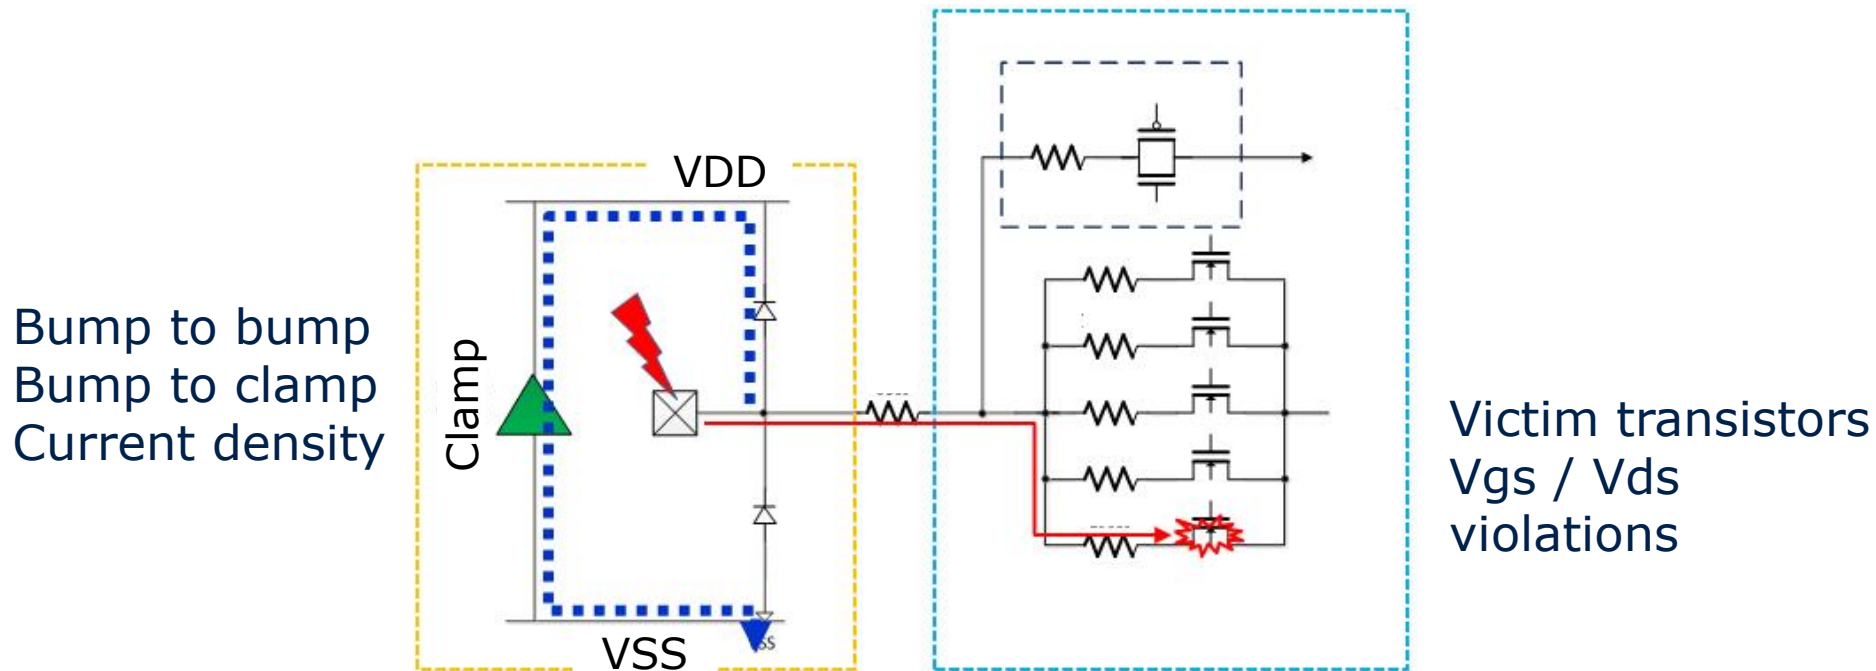 VDD
Bump to bump
Bump to clamp
Current density
Clamp
Victim transistors
Vgs / Vds
violations
VSS